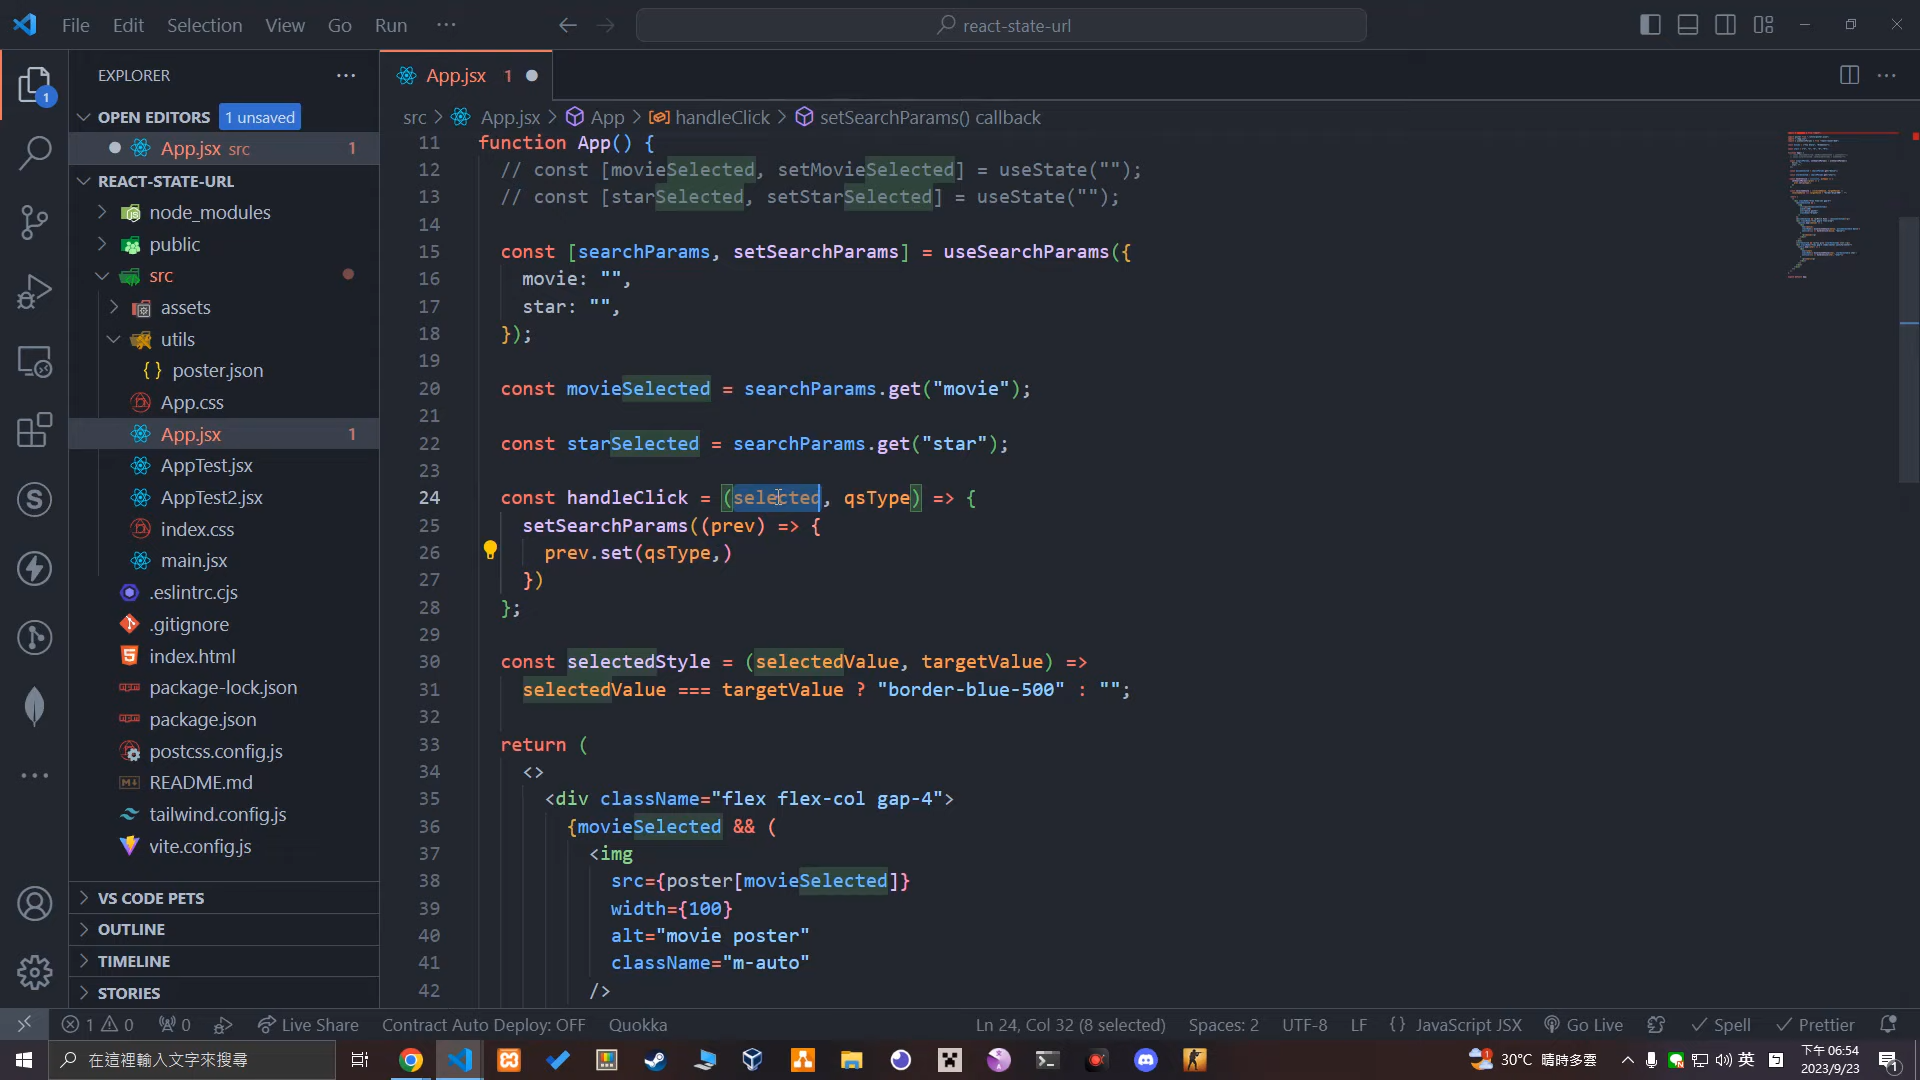 File Edit Selection View Go Run ···
react-state-url
EXPLORER
OPEN EDITORS 1 unsaved
App.jsx src 1
REACT-STATE-URL
node_modules
public
src
assets
utils
poster.json
App.css
App.jsx 1
AppTest.jsx
AppTest2.jsx
index.css
main.jsx
.eslintrc.cjs
.gitignore
index.html
package-lock.json
package.json
postcss.config.js
README.md
tailwind.config.js
vite.config.js
VS CODE PETS
OUTLINE
TIMELINE
STORIES
App.jsx 1
src > App.jsx > App > handleClick > setSearchParams() callback
11 function App() {
12 // const [movieSelected, setMovieSelected] = useState("");
13 // const [starSelected, setStarSelected] = useState("");
14
15 const [searchParams, setSearchParams] = useSearchParams({
16 movie: "",
17 star: "",
18 });
19
20 const movieSelected = searchParams.get("movie");
21
22 const starSelected = searchParams.get("star");
23
24 const handleClick = (selected, qsType) => {
25 setSearchParams((prev) => {
26 prev.set(qsType,)
27 })
28 };
29
30 const selectedStyle = (selectedValue, targetValue) =>
31 selectedValue === targetValue ? "border-blue-500" : "";
32
33 return (
34 <>
35 <div className="flex flex-col gap-4">
36 {movieSelected && (
37 <img
38 src={poster[movieSelected]}
39 width={100}
40 alt="movie poster"
41 className="m-auto"
42 />
1 0 0 Live Share Contract Auto Deploy: OFF Quokka Ln 24, Col 32 (8 selected) Spaces: 2 UTF-8 LF {} JavaScript JSX Go Live Spell Prettier
在這裡輸入文字來搜尋
30°C 晴時多雲 英 下午 06:54
2023/9/23